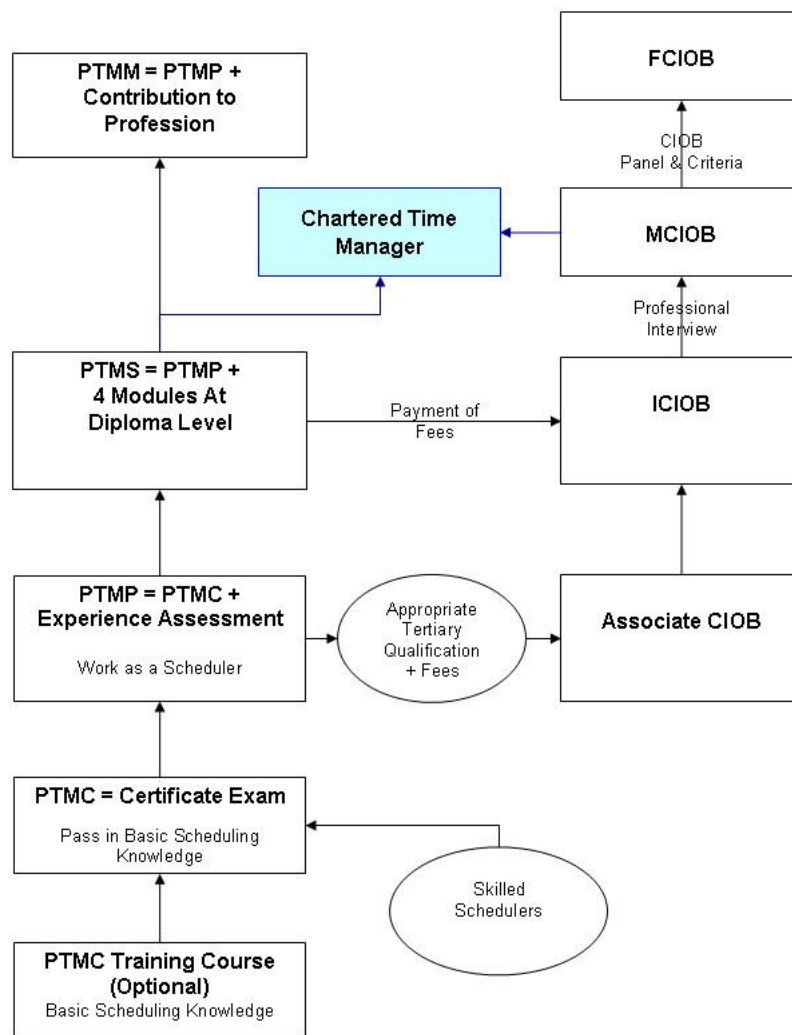 PTMM = PTMP +
Contribution to
Profession
FCIOB
CIOB
Panel & Criteria
Chartered Time
Manager
MCIOB
Professional
Interview
PTMS = PTMP +
4 Modules At
Diploma Level
Payment of
Fees
ICIOB
PTMP = PTMC +
Experience Assessment
Work as a Scheduler
Appropriate
Tertiary
Qualification
+ Fees
Associate CIOB
PTMC = Certificate Exam
Pass in Basic Scheduling
Knowledge
Skilled
Schedulers
PTMC Training Course
(Optional)
Basic Scheduling Knowledge